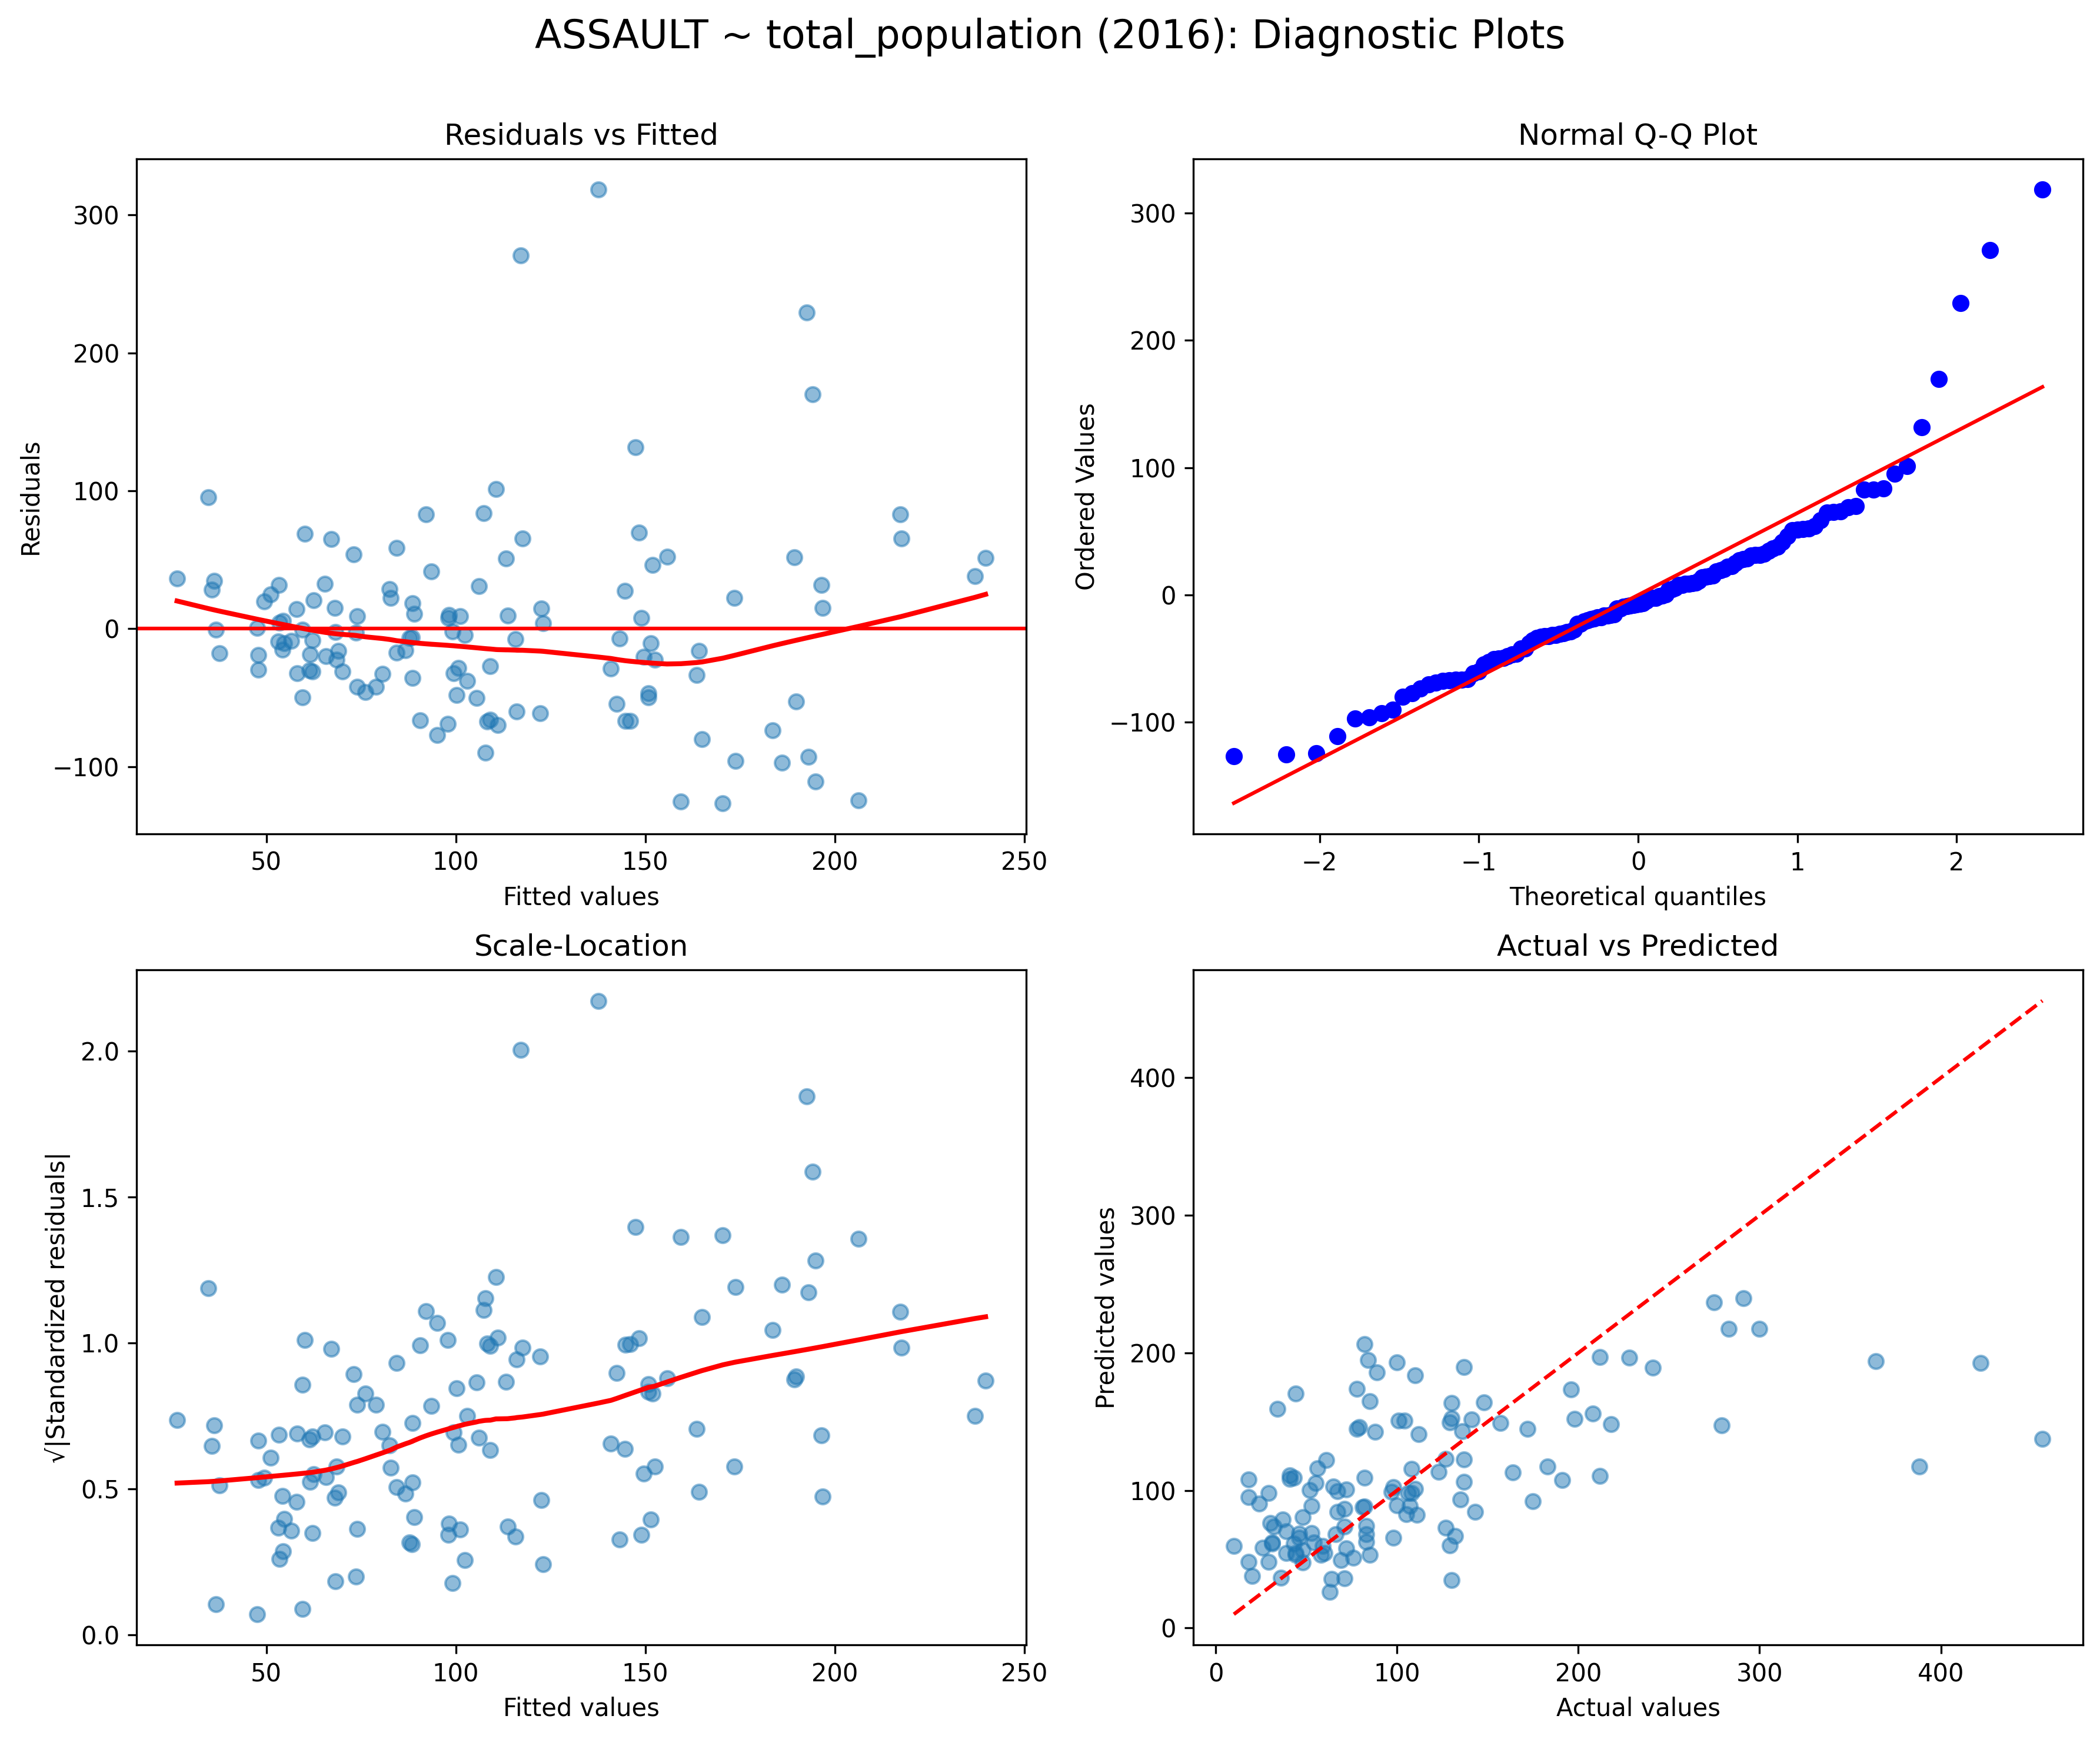 ASSAULT ~ total_population (2016): Diagnostic Plots
Residuals vs Fitted
Residuals
300
200
100
0
−100
50 100 150 200 250
Fitted values
Normal Q-Q Plot
Ordered Values
300
200
100
0
−100
−2 −1 0 1 2
Theoretical quantiles
Scale-Location
√|Standardized residuals|
2.0
1.5
1.0
0.5
0.0
50 100 150 200 250
Fitted values
Actual vs Predicted
Predicted values
400
300
200
100
0
0 100 200 300 400
Actual values